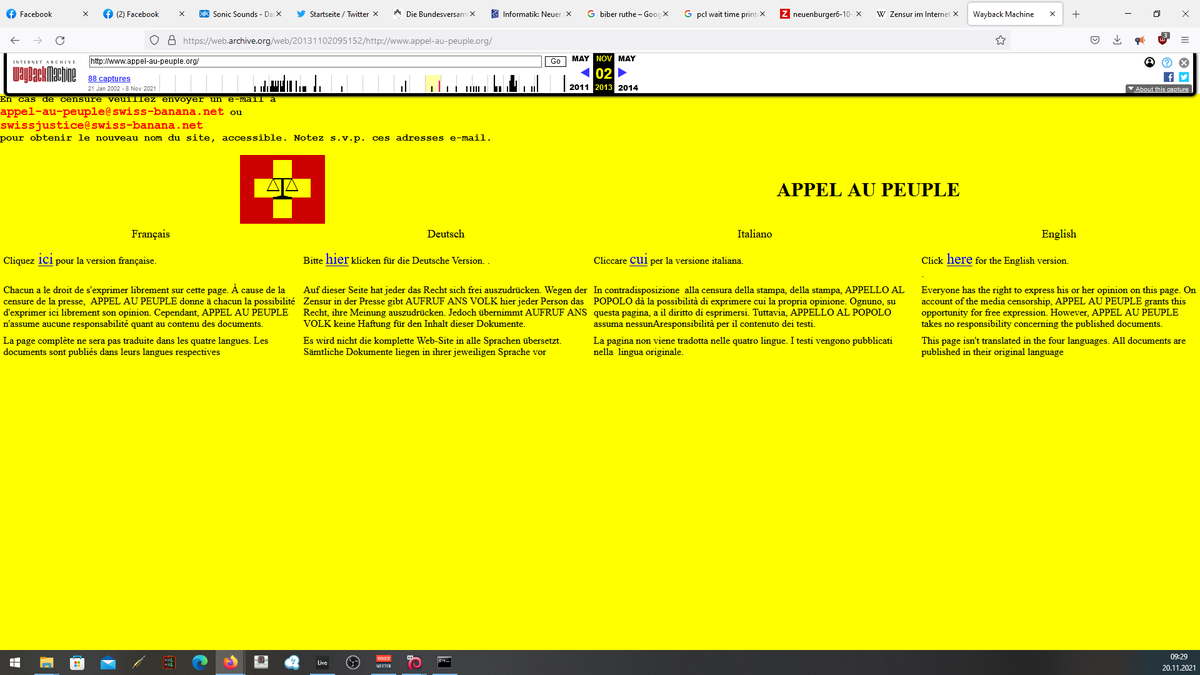 Facebook
(2) Facebook
Sonic Sounds - Da
Startseite / Twitter
Die Bundesversam
Informatik: Neuer
biber ruthe – Goog
pcl wait time print
neuenburger6-10-
Zensur im Internet
Wayback Machine
https://web.archive.org/web/20131102095152/http://www.appel-au-peuple.org/
INTERNET ARCHIVE
WayBackMachine
http://www.appel-au-peuple.org/
Go
88 captures
21 Jan 2002 - 8 Nov 2021
MAY NOV MAY
02
2011 2013 2014
About this capture
En cas de censure veuillez envoyer un e-mail à
appel-au-peuple@swiss-banana.net ou
swissjustice@swiss-banana.net
pour obtenir le nouveau nom du site, accessible. Notez s.v.p. ces adresses e-mail.
APPEL AU PEUPLE
Français
Cliquez ici pour la version française.
Chacun a le droit de s'exprimer librement sur cette page. À cause de la
censure de la presse, APPEL AU PEUPLE donne à chacun la possibilité
d'exprimer ici librement son opinion. Cependant, APPEL AU PEUPLE
n'assume aucune responsabilité quant au contenu des documents.
La page complête ne sera pas traduite dans les quatre langues. Les
documents sont publiés dans leurs langues respectives
Deutsch
Bitte hier klicken für die Deutsche Version. .
Auf dieser Seite hat jeder das Recht sich frei auszudrücken. Wegen der
Zensur in der Presse gibt AUFRUF ANS VOLK hier jeder Person das
Recht, ihre Meinung auszudrücken. Jedoch übernimmt AUFRUF ANS
VOLK keine Haftung für den Inhalt dieser Dokumente.
Es wird nicht die komplette Web-Site in alle Sprachen übersetzt.
Sämtliche Dokumente liegen in ihrer jeweiligen Sprache vor
Italiano
Cliccare cui per la versione italiana.
In contradisposizione alla censura della stampa, della stampa, APPELLO AL
POPOLO dà la possibilità di exprimere cui la propria opinione. Ognuno, su
questa pagina, a il diritto di esprimersi. Tuttavia, APPELLO AL POPOLO
assuma nessunAresponsibilità per il contenuto dei testi.
La pagina non viene tradotta nelle quatro lingue. I testi vengono pubblicati
nella lingua originale.
English
Click here for the English version.
.
Everyone has the right to express his or her opinion on this page. On
account of the media censorship, APPEL AU PEUPLE grants this
opportunity for free expression. However, APPEL AU PEUPLE
takes no responsibility concerning the published documents.
This page isn't translated in the four languages. All documents are
published in their original language
Live
09:29
20.11.2021